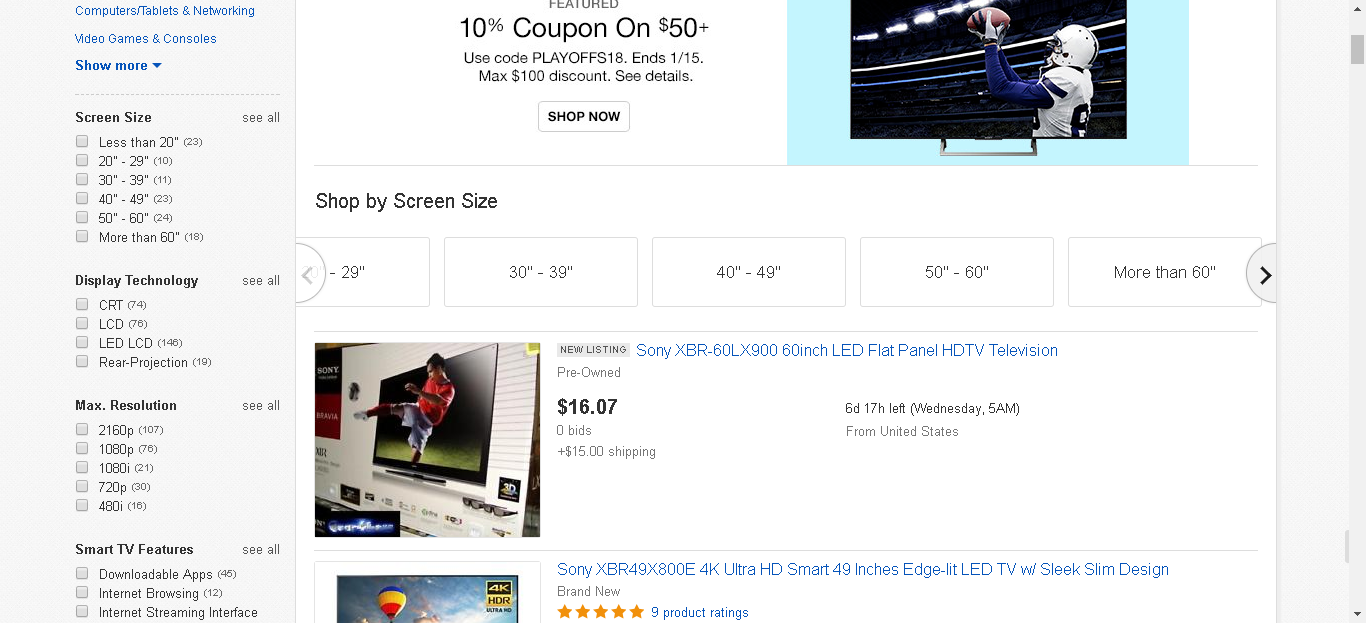 Computers/Tablets & Networking
Video Games & Consoles
Show more
Screen Size see all
Less than 20" (23)
20" - 29" (10)
30" - 39" (11)
40" - 49" (23)
50" - 60" (24)
More than 60" (18)
Display Technology see all
CRT (74)
LCD (76)
LED LCD (146)
Rear-Projection (19)
Max. Resolution see all
2160p (107)
1080p (76)
1080i (21)
720p (30)
480i (16)
Smart TV Features see all
Downloadable Apps (45)
Internet Browsing (12)
Internet Streaming Interface
FEATURED
10% Coupon On $50+
Use code PLAYOFFS18. Ends 1/15.
Max $100 discount. See details.
SHOP NOW
Shop by Screen Size
- 29"
30" - 39"
40" - 49"
50" - 60"
More than 60"
SONY
BRAVIA
XBR
3D
NEW LISTING Sony XBR-60LX900 60inch LED Flat Panel HDTV Television
Pre-Owned
$16.07
0 bids
+$15.00 shipping
6d 17h left (Wednesday, 5AM)
From United States
4K
HDR
ULTRA HD
Sony XBR49X800E 4K Ultra HD Smart 49 Inches Edge-lit LED TV w/ Sleek Slim Design
Brand New
9 product ratings